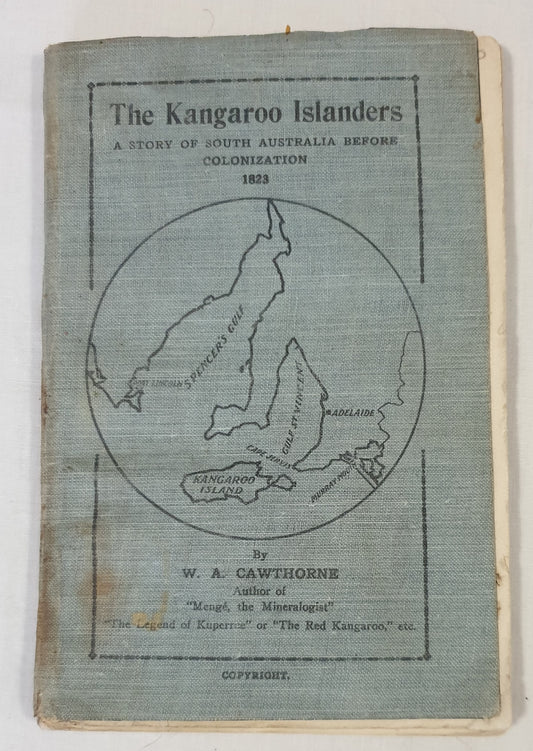 The Kangaroo Islanders
A STORY OF SOUTH AUSTRALIA BEFORE
COLONIZATION
1823
SPENCER'S GULF
PORT LINCOLN
GULF ST. VINCENT
ADELAIDE
CAPE JERVIS
KANGAROO
ISLAND
MURRAY MOUTH
By
W. A. CAWTHORNE
Author of
"Mengé, the Mineralogist"
"The Legend of Kuperree" or "The Red Kangaroo," etc.
COPYRIGHT.